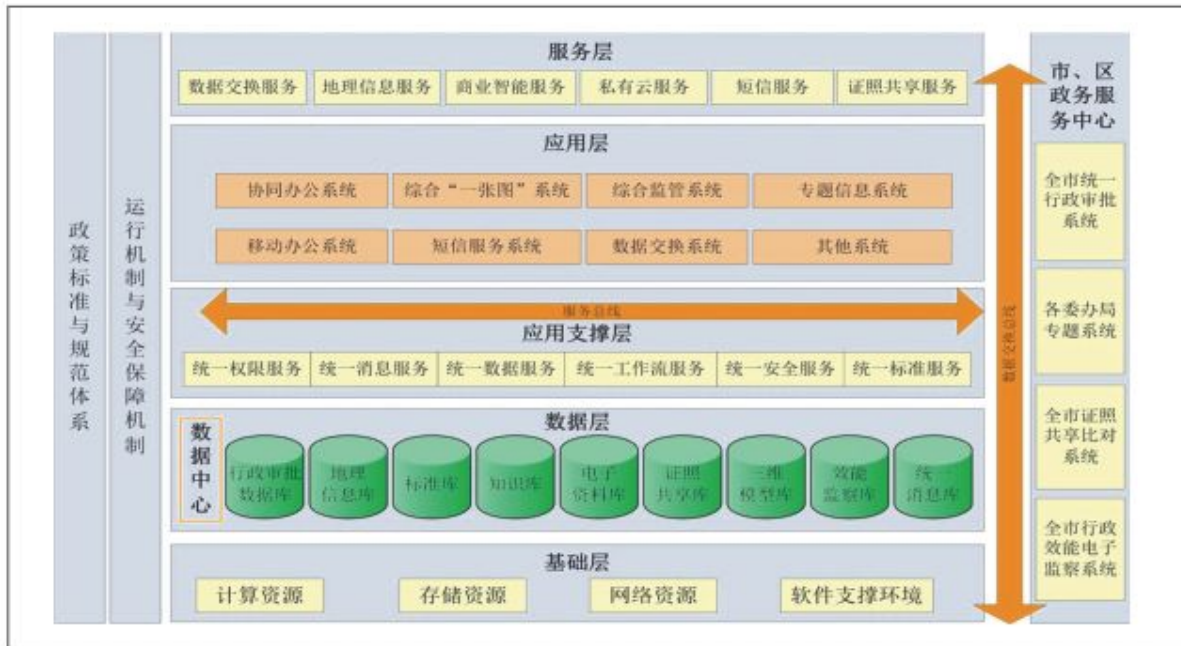 政策标准与规范体系
运行机制与安全保障机制
服务层
数据交换服务
地理信息服务
商业智能服务
私有云服务
短信服务
证照共享服务
应用层
协同办公系统
综合“一张图”系统
综合监管系统
专题信息系统
移动办公系统
短信服务系统
数据交换系统
其他系统
服务总线
应用支撑层
统一权限服务
统一消息服务
统一数据服务
统一工作流服务
统一安全服务
统一标准服务
数据层
数据中心
行政审批
数据库
地理
信息库
标准库
知识库
电子
资料库
证照
共享库
三维
模型库
效能
监察库
统一
消息库
基础层
计算资源
存储资源
网络资源
软件支撑环境
数据交换总线
市、区
政务服
务中心
全市统一
行政审批
系统
各委办局
专题系统
全市证照
共享比对
系统
全市行政
效能电子
监察系统